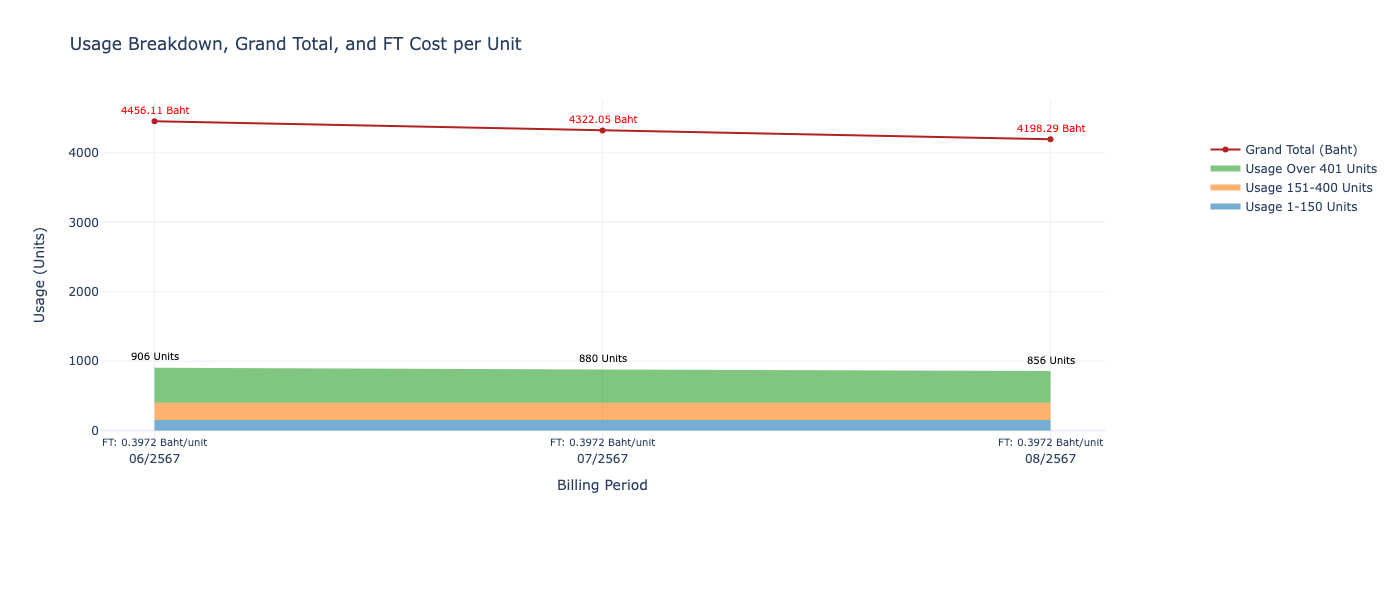 Usage Breakdown, Grand Total, and FT Cost per Unit
4456.11 Baht
4322.05 Baht
4198.29 Baht
Grand Total (Baht)
Usage Over 401 Units
Usage 151-400 Units
Usage 1-150 Units
Usage (Units)
4000
3000
2000
1000
0
906 Units
880 Units
856 Units
FT: 0.3972 Baht/unit
FT: 0.3972 Baht/unit
FT: 0.3972 Baht/unit
06/2567
07/2567
08/2567
Billing Period